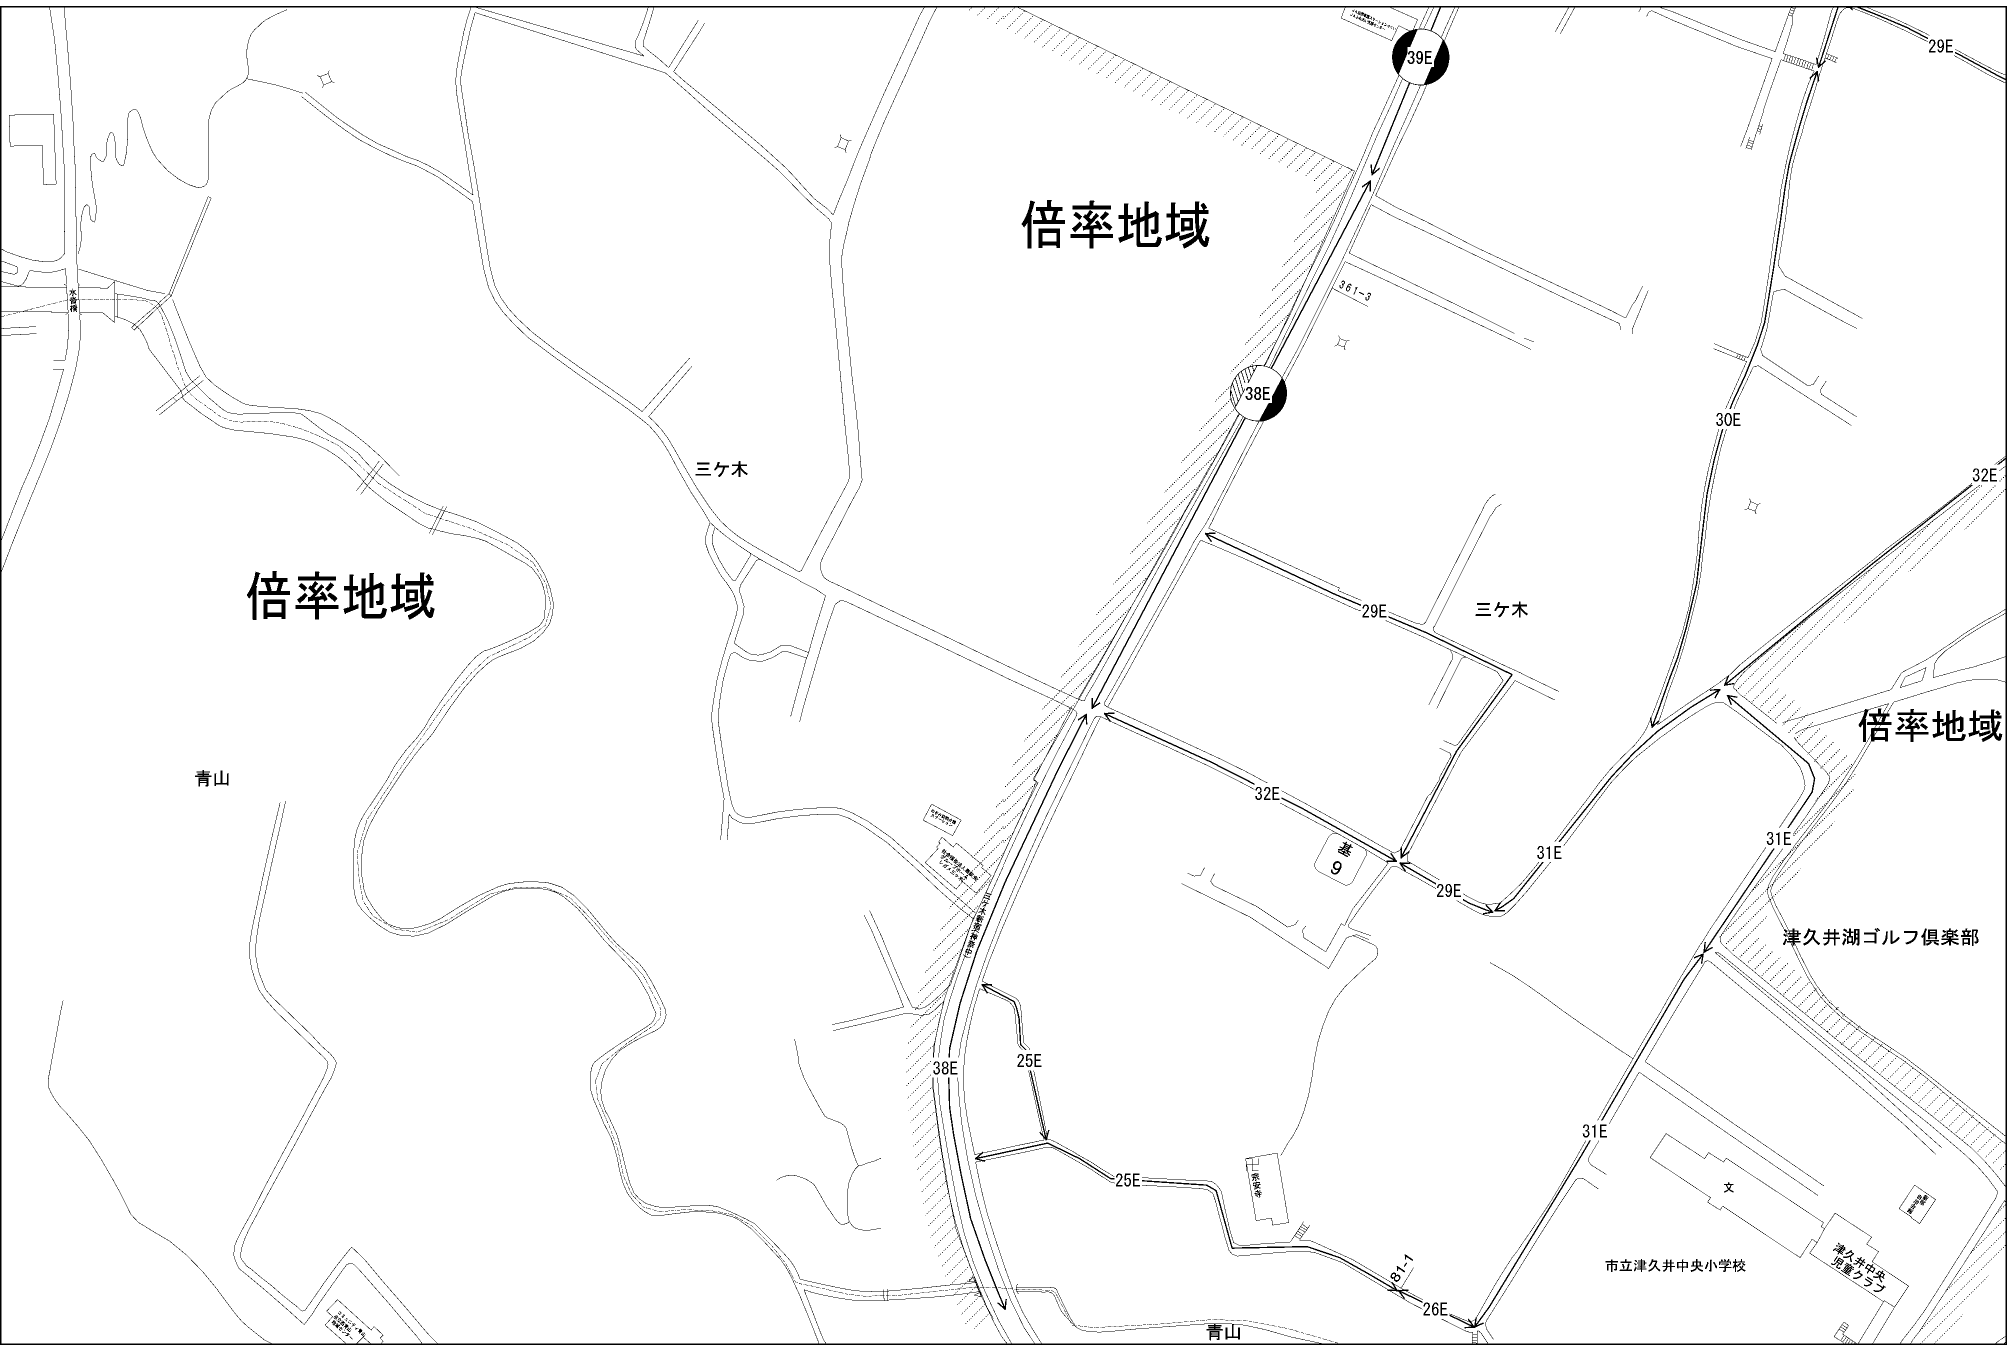 39E
29E
倍率地域
361-3
水音橋
38E
30E
三ケ木
32E
倍率地域
29E
三ケ木
倍率地域
青山
32E
基
9
31E
31E
29E
津久井湖ゴルフ倶楽部
38E
25E
31E
25E
文
津久井中央
児童クラブ
市立津久井中央小学校
81-1
26E
青山